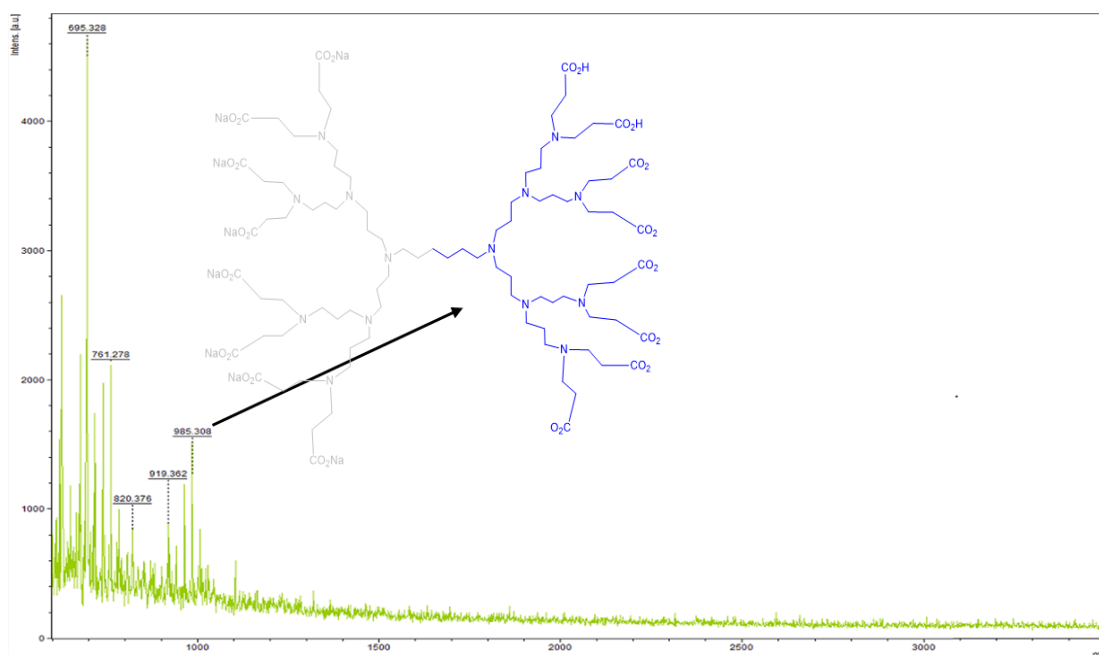 Intens. [a.u.]
4000
3000
2000
1000
0
1000
1500
2000
2500
3000
695.328
761.278
820.376
919.362
985.308
CO₂Na
NaO₂C
NaO₂C
NaO₂C
NaO₂C
NaO₂C
NaO₂C
CO₂Na
CO₂H
CO₂H
CO₂
CO₂
CO₂
CO₂
CO₂
O₂C
N
N
N
N
N
N
N
N
N
N
N
N
N
N